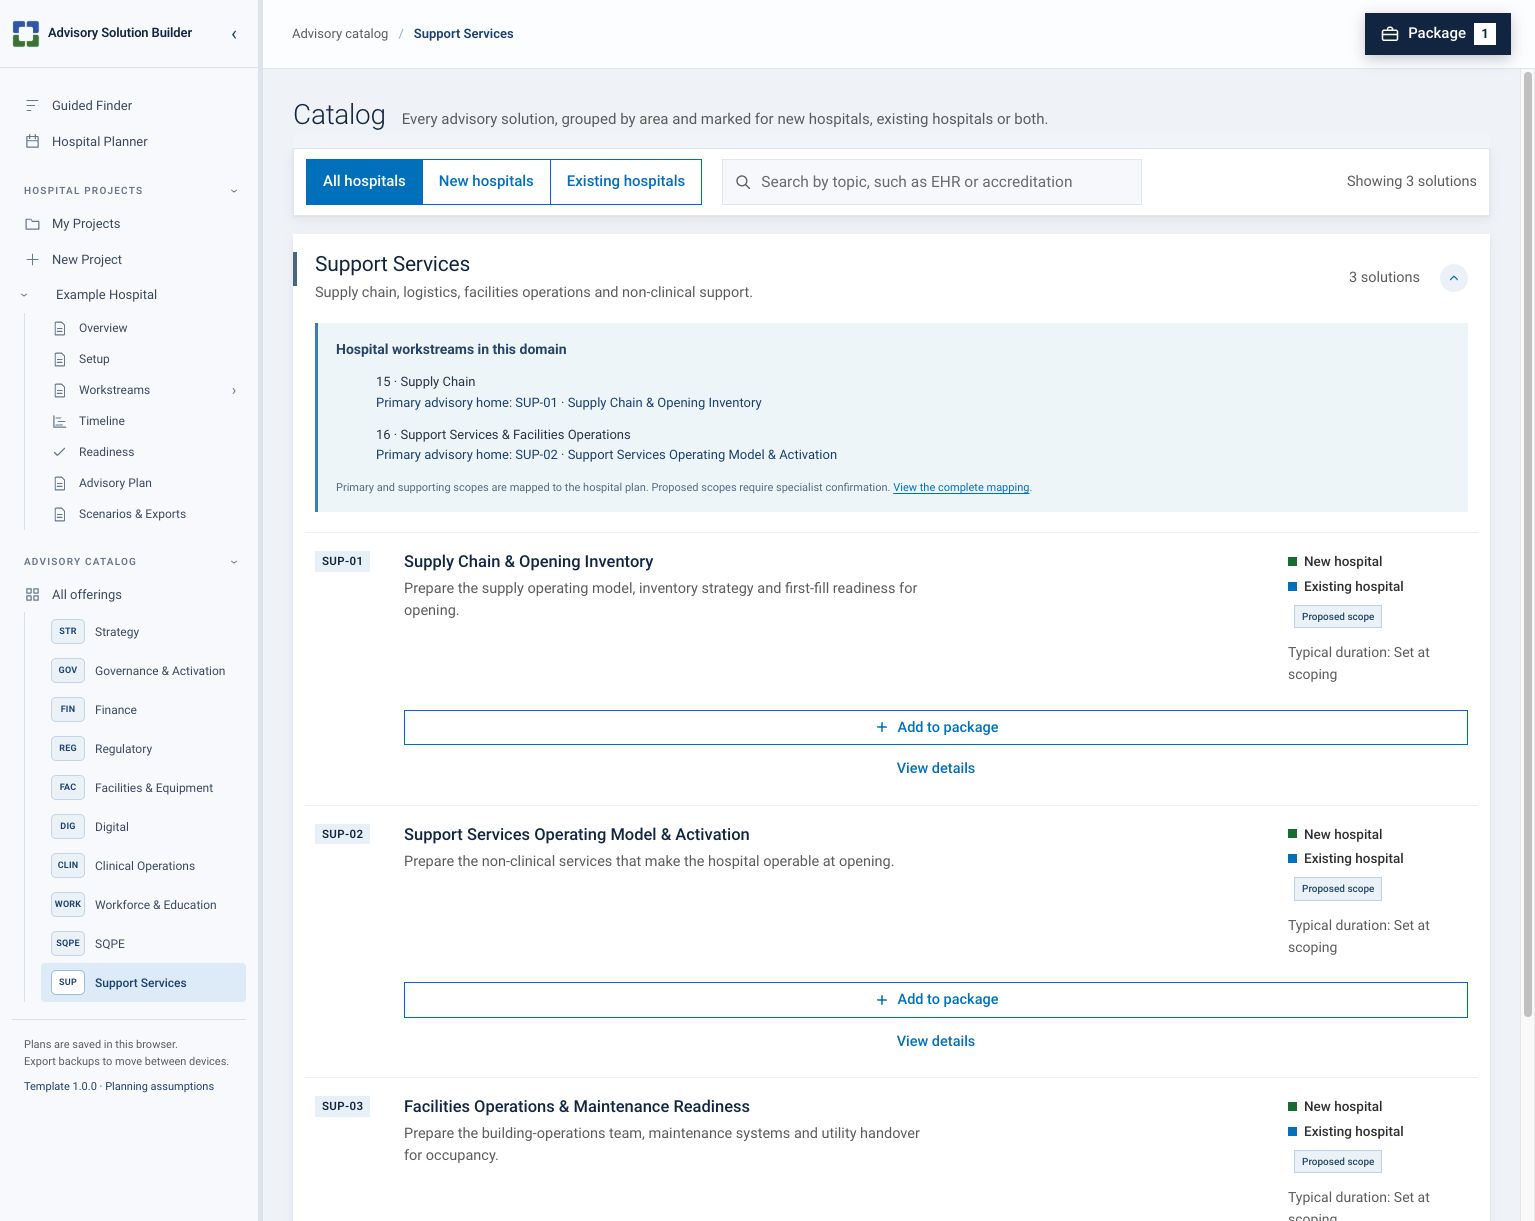 Advisory Solution Builder
Advisory catalog / Support Services
Package 1
Guided Finder
Hospital Planner
HOSPITAL PROJECTS
My Projects
New Project
Example Hospital
Overview
Setup
Workstreams
Timeline
Readiness
Advisory Plan
Scenarios & Exports
ADVISORY CATALOG
All offerings
STR Strategy
GOV Governance & Activation
FIN Finance
REG Regulatory
FAC Facilities & Equipment
DIG Digital
CLIN Clinical Operations
WORK Workforce & Education
SQPE SQPE
SUP Support Services
Plans are saved in this browser.
Export backups to move between devices.
Template 1.0.0 · Planning assumptions
Catalog Every advisory solution, grouped by area and marked for new hospitals, existing hospitals or both.
All hospitals New hospitals Existing hospitals Search by topic, such as EHR or accreditation Showing 3 solutions
Support Services
Supply chain, logistics, facilities operations and non-clinical support.
3 solutions
Hospital workstreams in this domain
15 · Supply Chain
Primary advisory home: SUP-01 · Supply Chain & Opening Inventory
16 · Support Services & Facilities Operations
Primary advisory home: SUP-02 · Support Services Operating Model & Activation
Primary and supporting scopes are mapped to the hospital plan. Proposed scopes require specialist confirmation. View the complete mapping.
SUP-01 Supply Chain & Opening Inventory
Prepare the supply operating model, inventory strategy and first-fill readiness for
opening.
New hospital
Existing hospital
Proposed scope
Typical duration: Set at
scoping
+ Add to package
View details
SUP-02 Support Services Operating Model & Activation
Prepare the non-clinical services that make the hospital operable at opening.
New hospital
Existing hospital
Proposed scope
Typical duration: Set at
scoping
+ Add to package
View details
SUP-03 Facilities Operations & Maintenance Readiness
Prepare the building-operations team, maintenance systems and utility handover
for occupancy.
New hospital
Existing hospital
Proposed scope
Typical duration: Set at
scoping